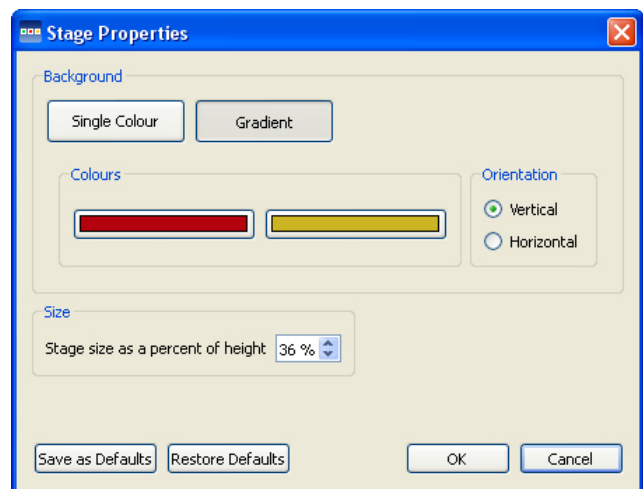 Stage Properties
Background
Single Colour
Gradient
Colours
Orientation
Vertical
Horizontal
Size
Stage size as a percent of height 36 %
Save as Defaults
Restore Defaults
OK
Cancel